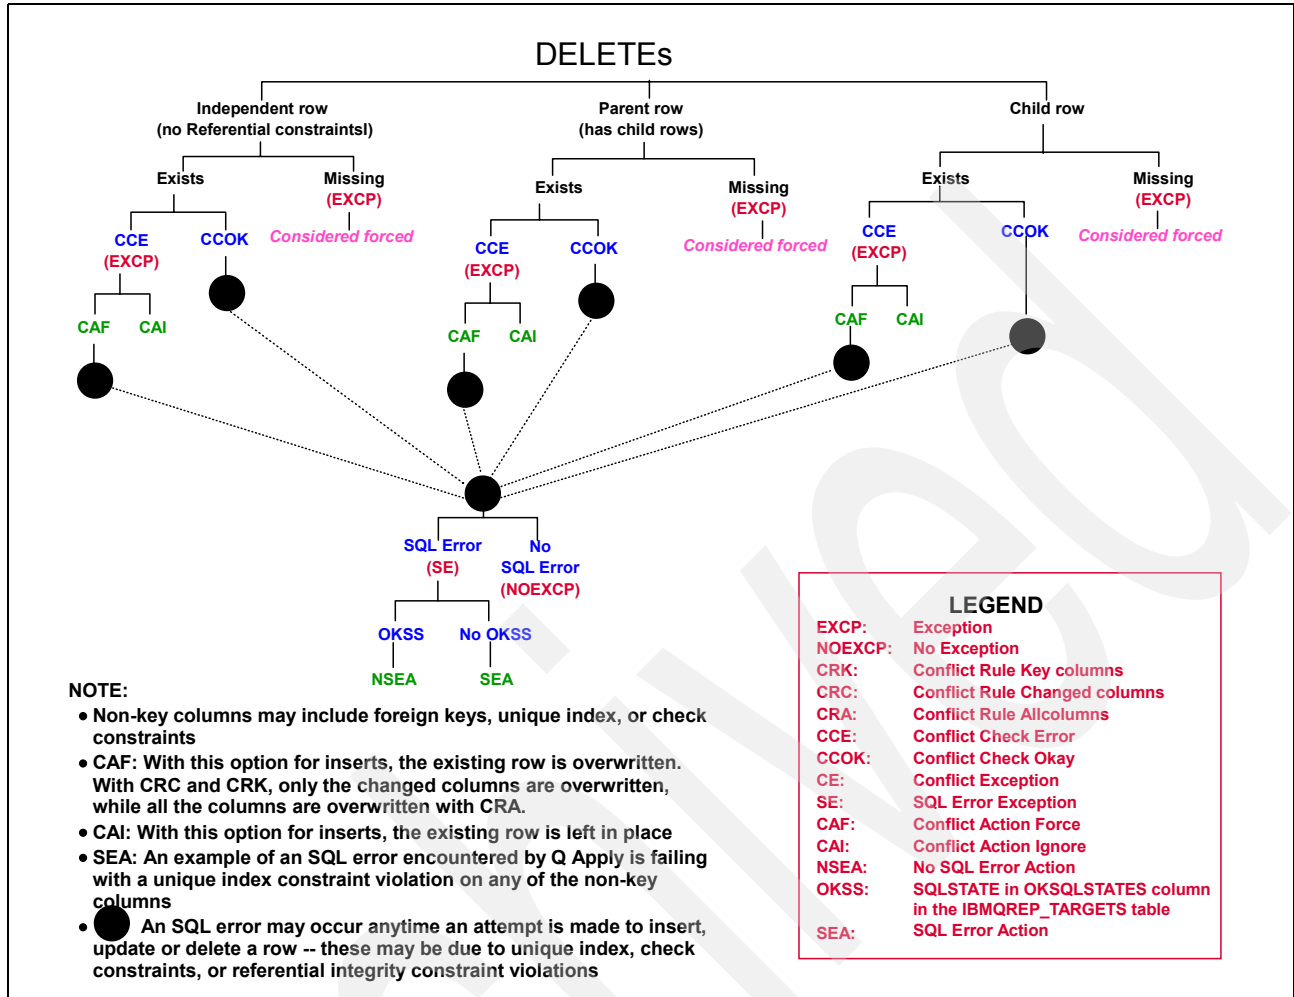 DELETEs
Independent row
(no Referential constraintsl)
Parent row
(has child rows)
Child row
Exists
Missing
(EXCP)
Considered forced
CCE
(EXCP)
CCOK
CAF
CAI
Exists
Missing
(EXCP)
Considered forced
CCE
(EXCP)
CCOK
CAF
CAI
Exists
Missing
(EXCP)
Considered forced
CCE
(EXCP)
CCOK
CAF
CAI
SQL Error
(SE)
No
SQL Error
(NOEXCP)
OKSS
No OKSS
NSEA
SEA
NOTE:
• Non-key columns may include foreign keys, unique index, or check
constraints
• CAF: With this option for inserts, the existing row is overwritten.
With CRC and CRK, only the changed columns are overwritten,
while all the columns are overwritten with CRA.
• CAI: With this option for inserts, the existing row is left in place
• SEA: An example of an SQL error encountered by Q Apply is failing
with a unique index constraint violation on any of the non-key
columns
• An SQL error may occur anytime an attempt is made to insert,
update or delete a row -- these may be due to unique index, check
constraints, or referential integrity constraint violations
LEGEND
EXCP: Exception
NOEXCP: No Exception
CRK: Conflict Rule Key columns
CRC: Conflict Rule Changed columns
CRA: Conflict Rule Allcolumns
CCE: Conflict Check Error
CCOK: Conflict Check Okay
CE: Conflict Exception
SE: SQL Error Exception
CAF: Conflict Action Force
CAI: Conflict Action Ignore
NSEA: No SQL Error Action
OKSS: SQLSTATE in OKSQLSTATES column
in the IBMQREP_TARGETS table
SEA: SQL Error Action